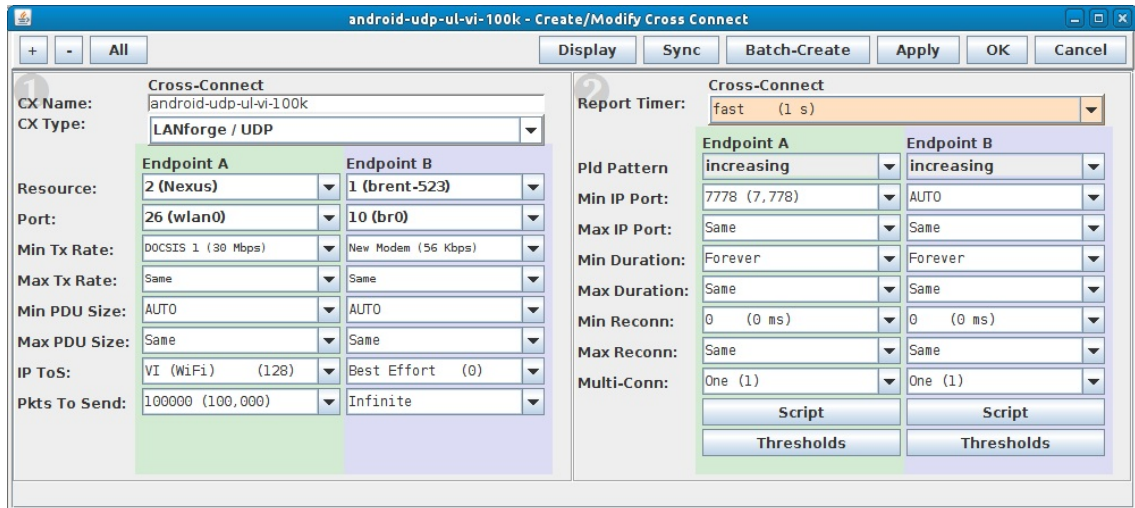 android-udp-ul-vi-100k - Create/Modify Cross Connect
+ - All Display Sync Batch-Create Apply OK Cancel
1
Cross-Connect
CX Name: android-udp-ul-vi-100k
CX Type: LANforge / UDP
Endpoint A Endpoint B
Resource: 2 (Nexus) 1 (brent-523)
Port: 26 (wlan0) 10 (br0)
Min Tx Rate: DOCSIS 1 (30 Mbps) New Modem (56 Kbps)
Max Tx Rate: Same Same
Min PDU Size: AUTO AUTO
Max PDU Size: Same Same
IP ToS: VI (WiFi) (128) Best Effort (0)
Pkts To Send: 100000 (100,000) Infinite
2
Cross-Connect
Report Timer: fast (1 s)
Endpoint A Endpoint B
Pld Pattern increasing increasing
Min IP Port: 7778 (7,778) AUTO
Max IP Port: Same Same
Min Duration: Forever Forever
Max Duration: Same Same
Min Reconn: 0 (0 ms) 0 (0 ms)
Max Reconn: Same Same
Multi-Conn: One (1) One (1)
Script Script
Thresholds Thresholds